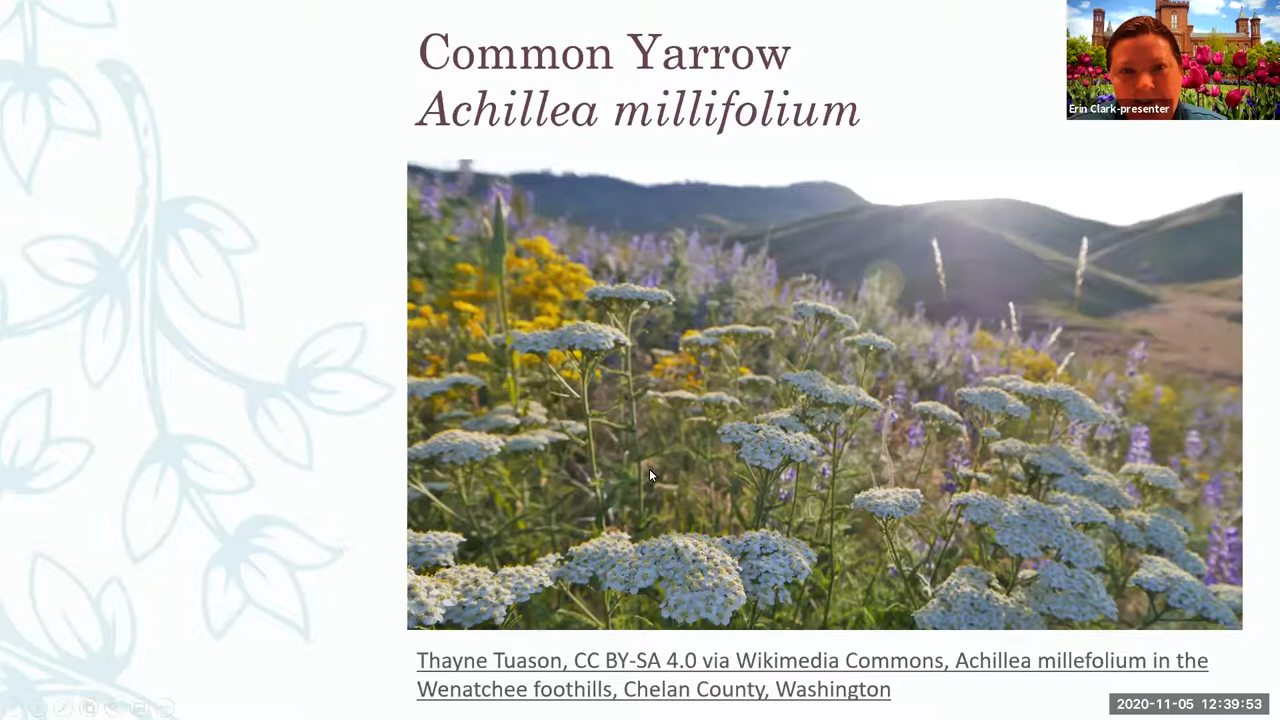 Common Yarrow
Achillea millifolium
Erin Clark-presenter
Thayne Tuason, CC BY-SA 4.0 via Wikimedia Commons, Achillea millefolium in the
Wenatchee foothills, Chelan County, Washington
2020-11-05 12:39:53